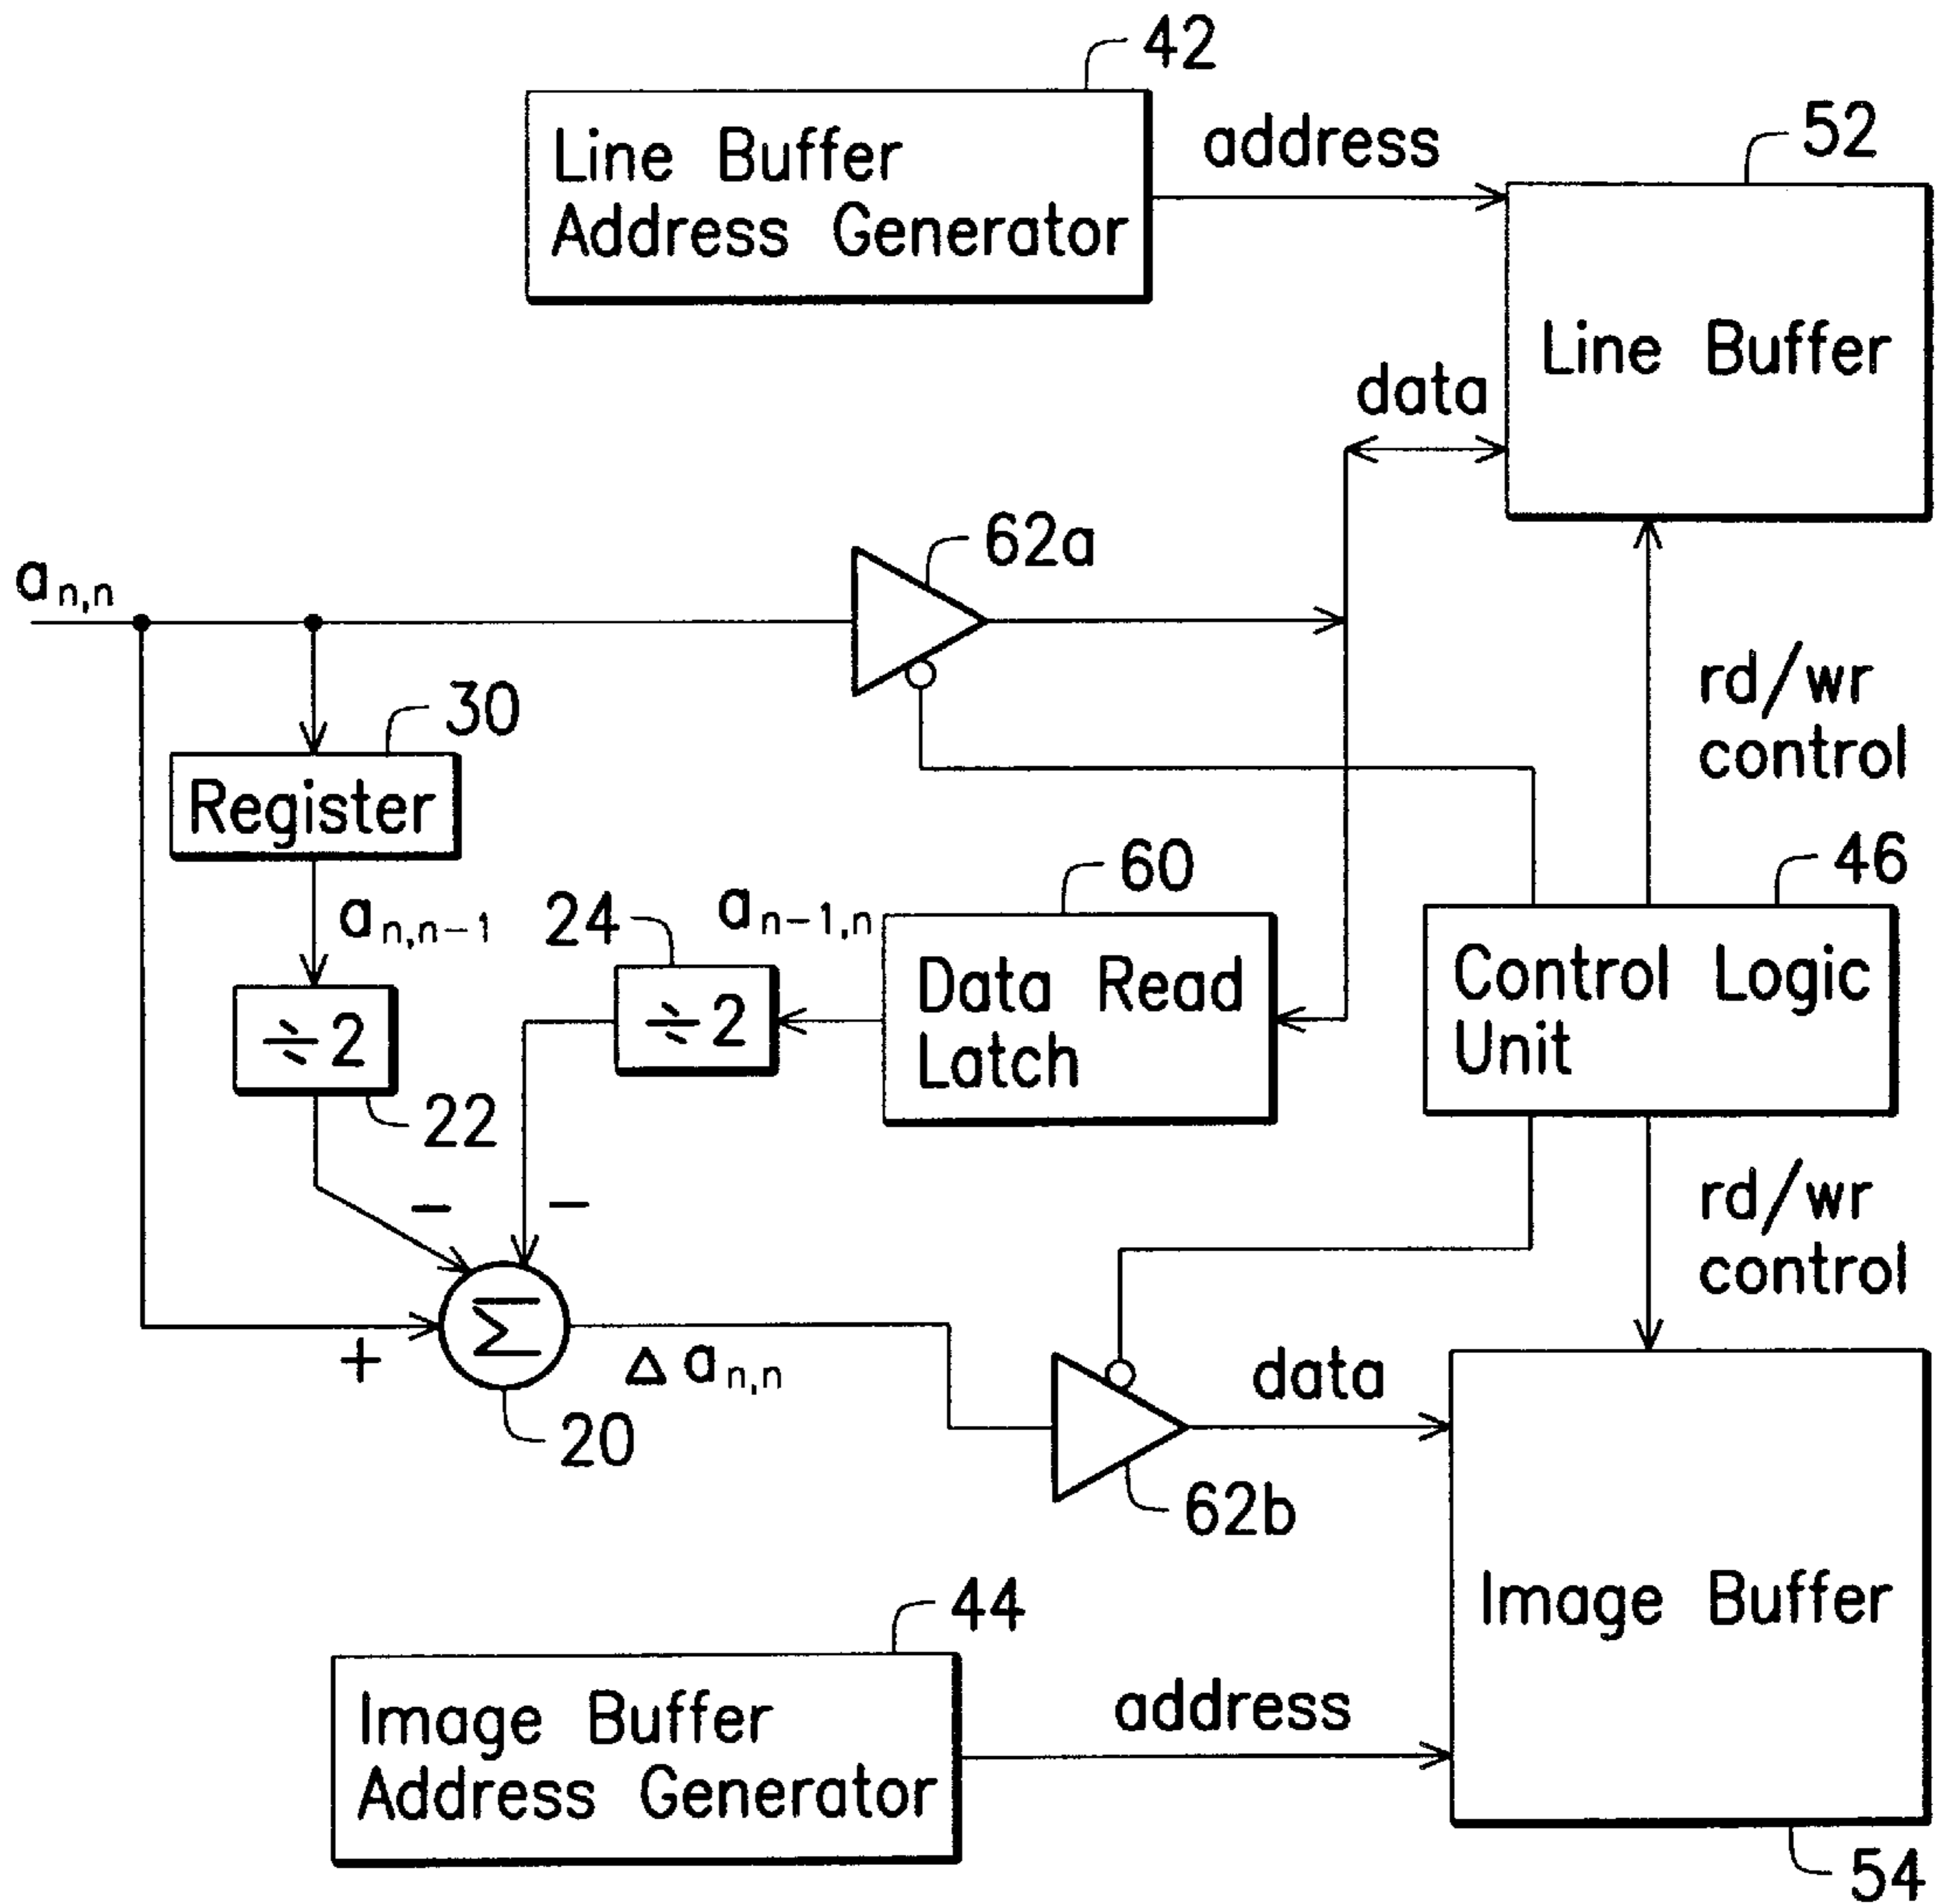 42
Line Buffer
Address Generator
address
52
Line Buffer
data
62a
a n,n
rd/wr
control
30
Register
a n,n-1
24
a n-1,n
60
46
÷2
÷2
Data Read
Latch
Control Logic
Unit
22
-
-
rd/wr
control
+
Σ
Δ a n,n
20
data
62b
Image Buffer
44
Image Buffer
Address Generator
address
54